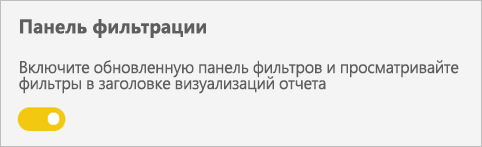 Панель фильтрации
Включите обновленную панель фильтров и просматривайте
фильтры в заголовке визуализаций отчета